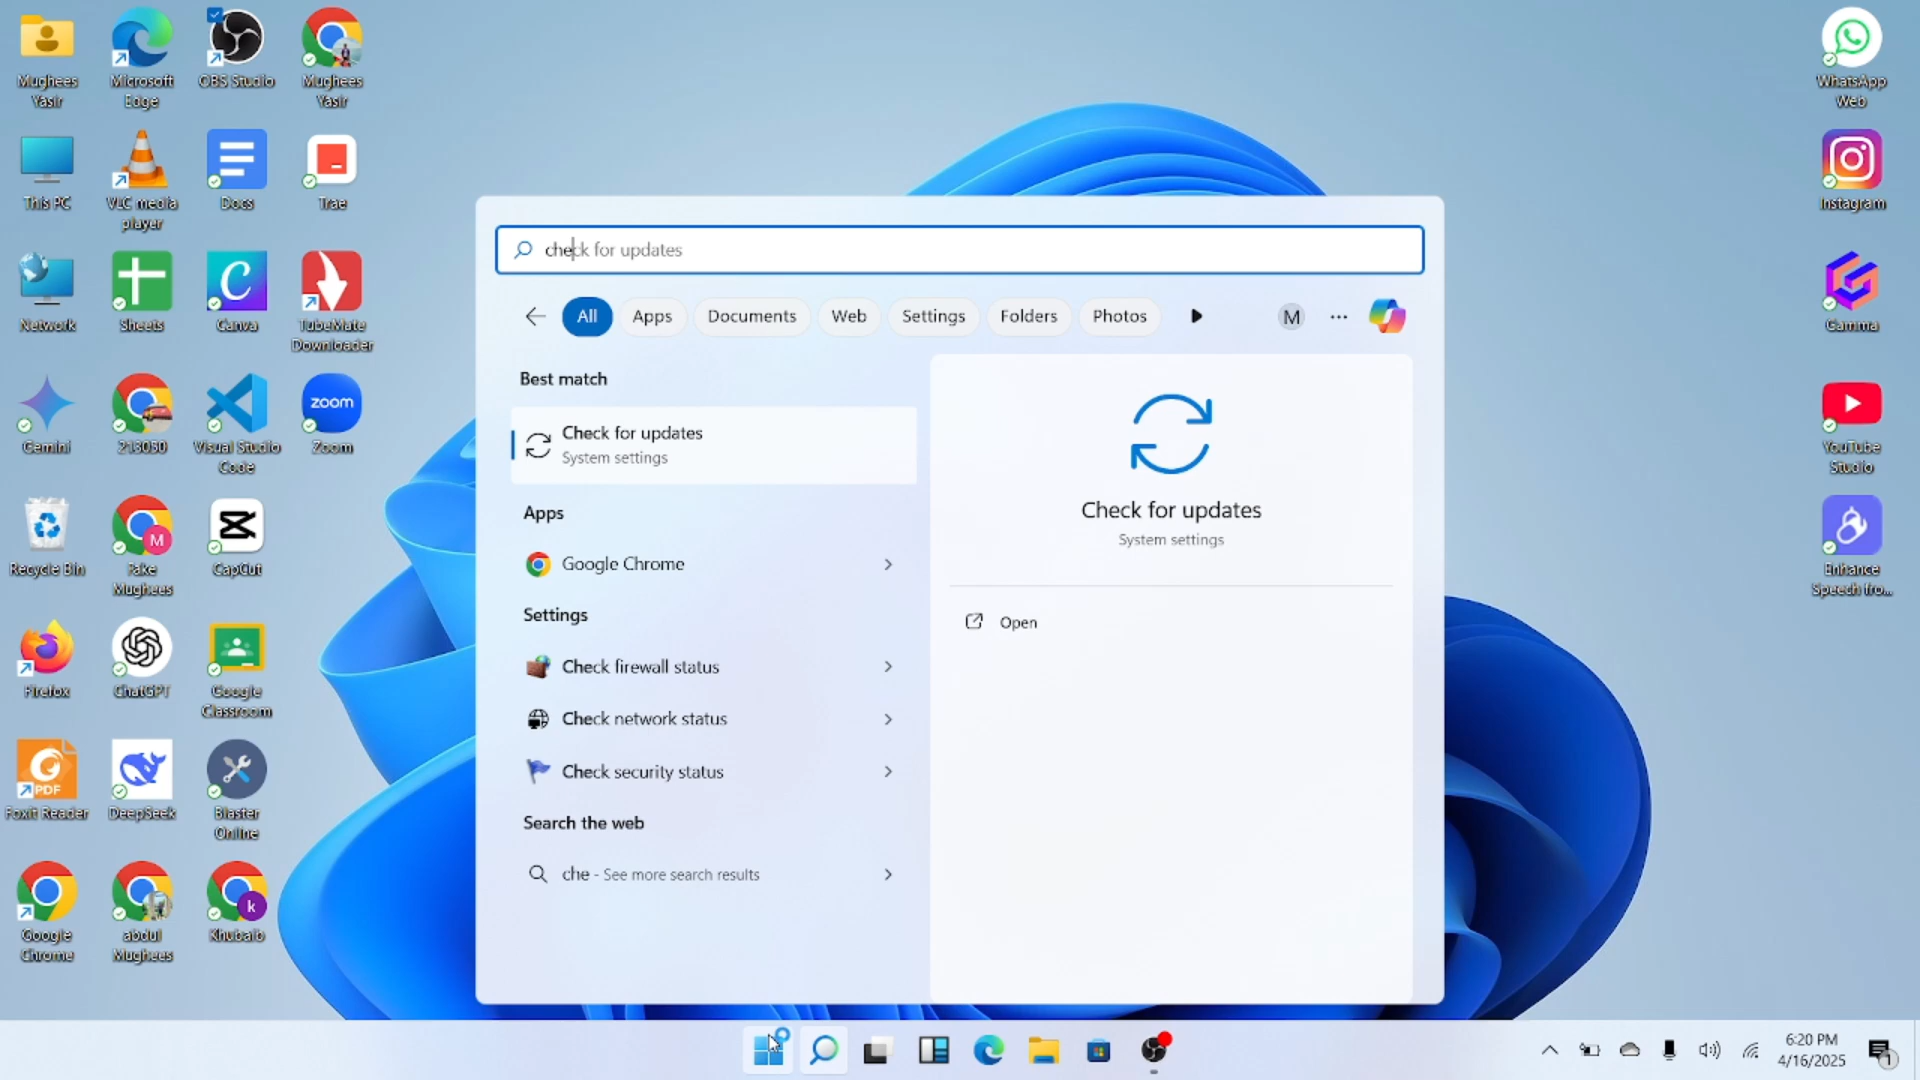 Mughees
Yasir
Microsoft
Edge
OBS Studio
Mughees
Yasir
This PC
VLC media
player
Docs
Trae
Network
Sheets
Canva
TubeMate
Downloader
Gemini
213050
Visual Studio
Code
zoom
Zoom
Recycle Bin
M
Fake
Mughees
CapCut
Firefox
ChatGPT
Google
Classroom
PDF
Foxit Reader
DeepSeek
Blaster
Online
Google
Chrome
abdul
Mughees
k
Khubaib
check for updates
All
Apps
Documents
Web
Settings
Folders
Photos
M
Best match
Check for updates
System settings
Apps
Google Chrome
Settings
Check firewall status
Check network status
Check security status
Search the web
che - See more search results
Check for updates
System settings
Open
WhatsApp
Web
Instagram
Gamma
YouTube
Studio
Enhance
Speech fro...
6:20 PM
4/16/2025
1